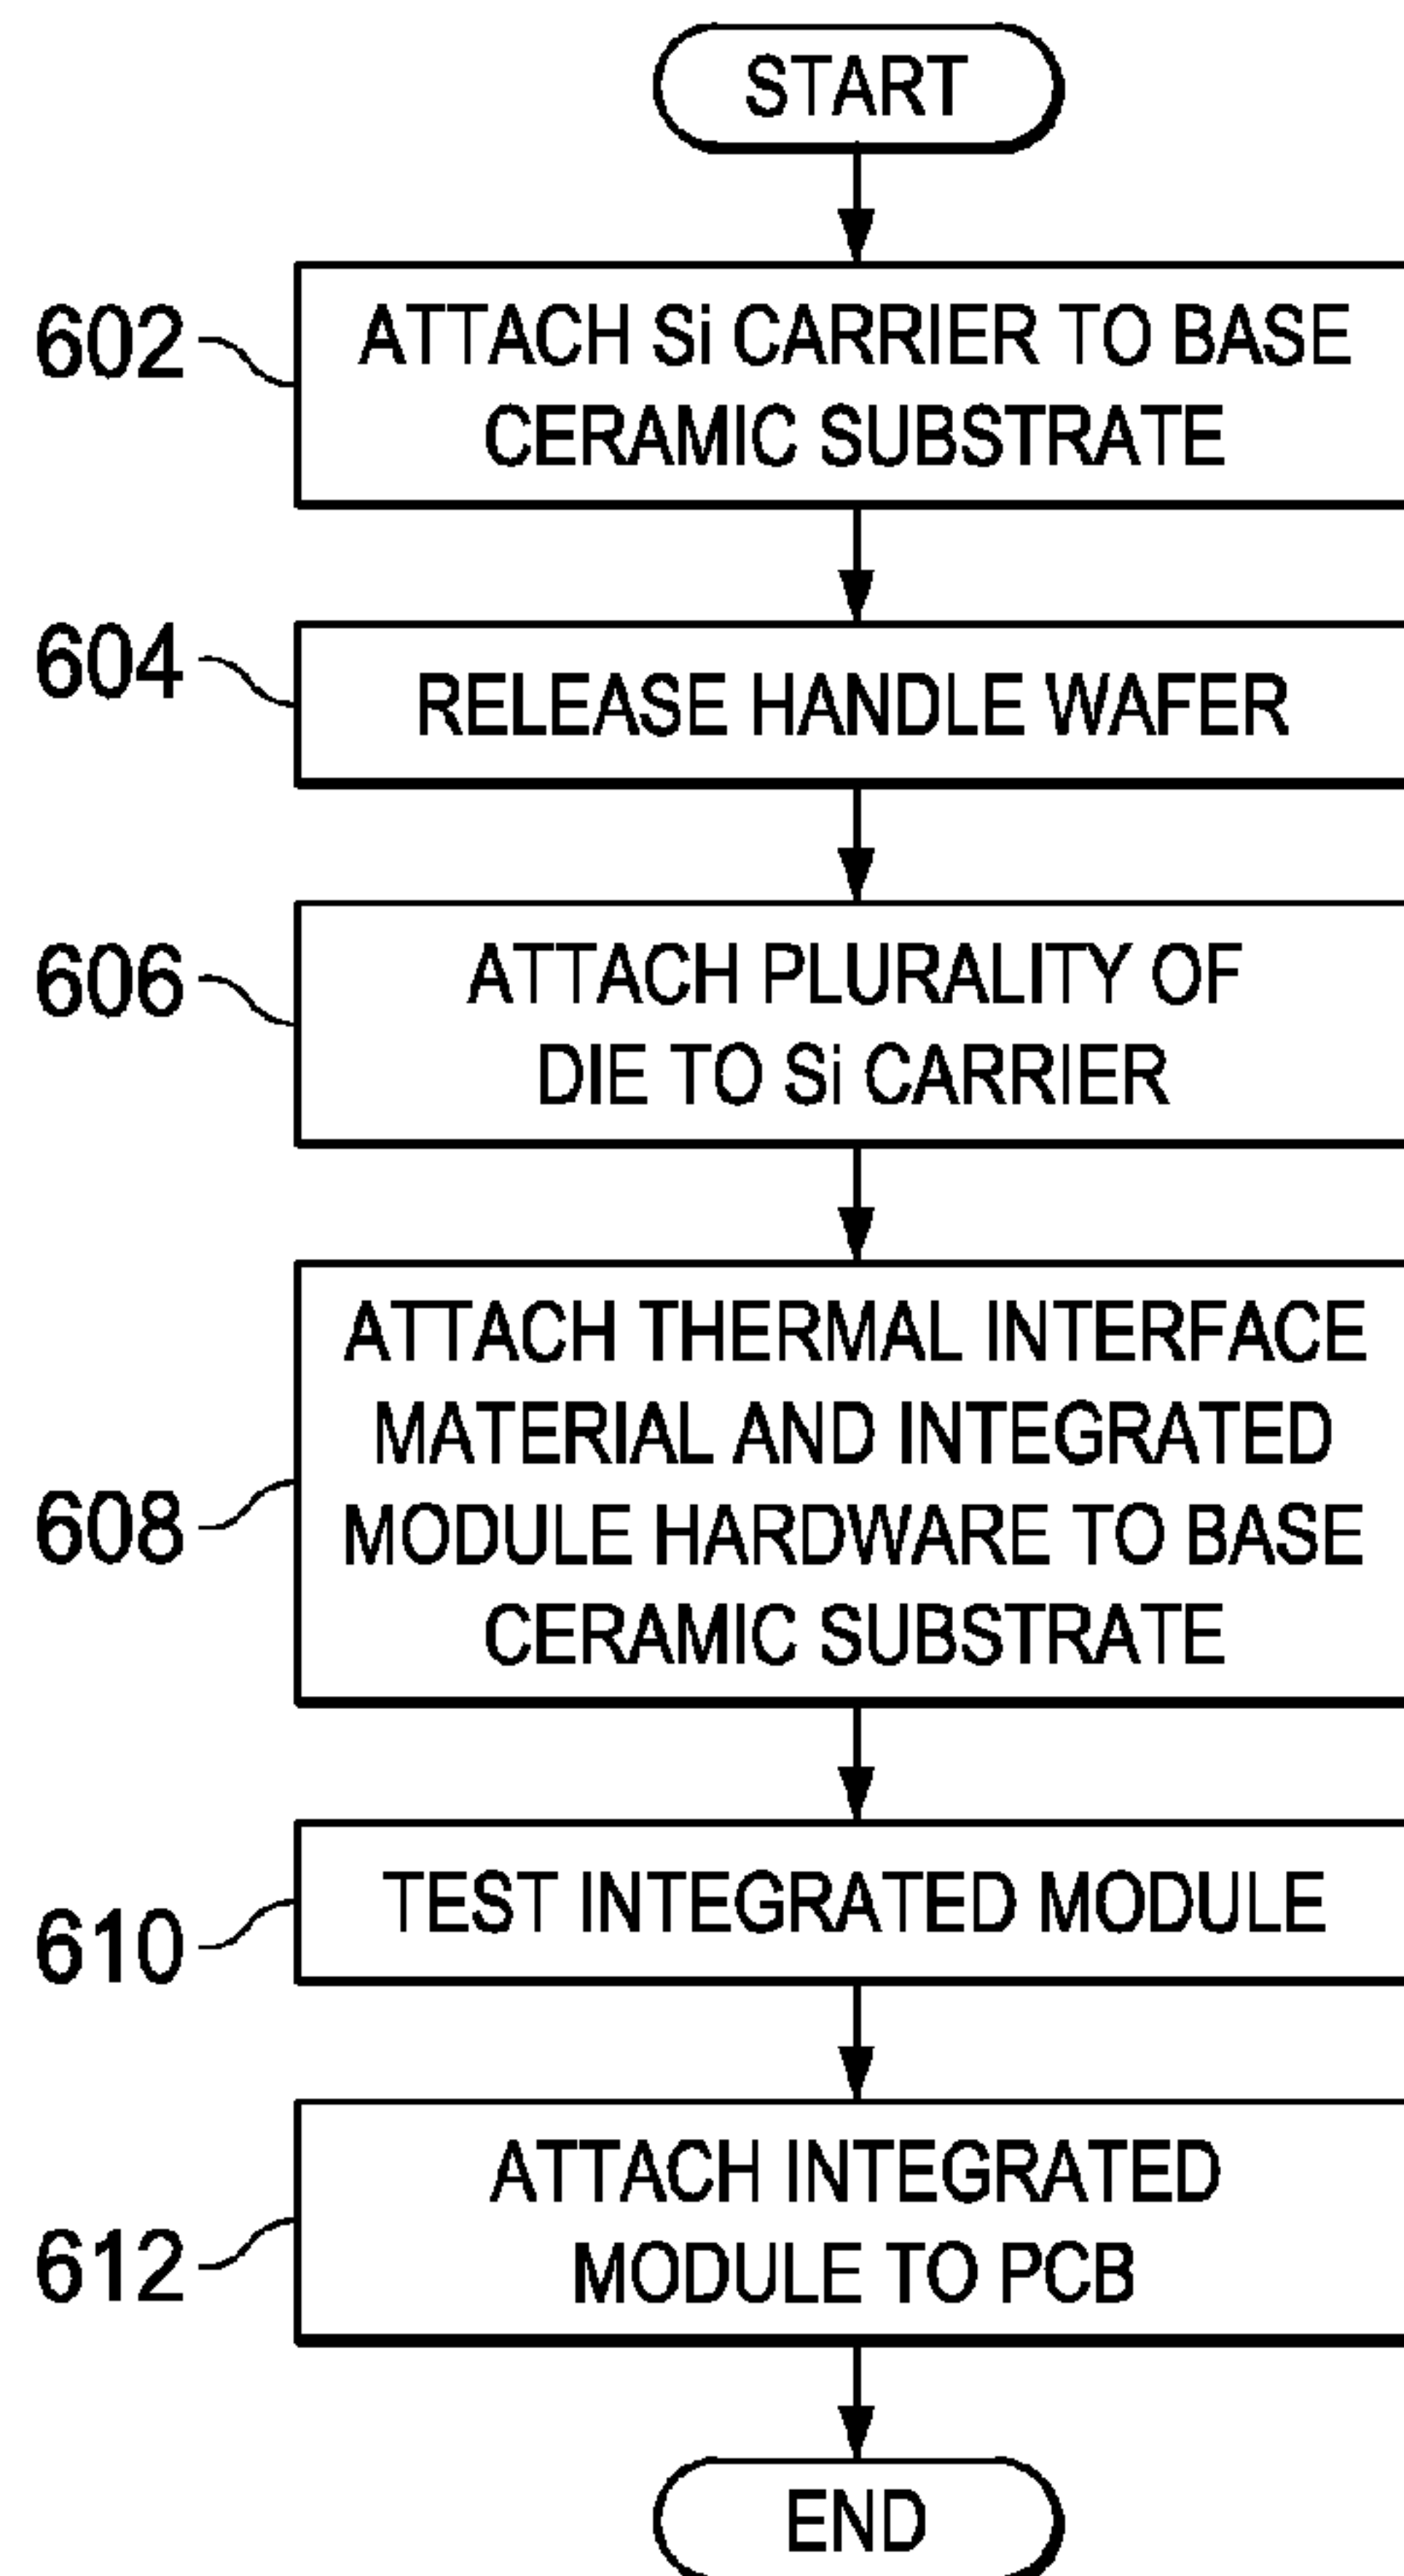 START
602
ATTACH Si CARRIER TO BASE
CERAMIC SUBSTRATE
604
RELEASE HANDLE WAFER
606
ATTACH PLURALITY OF
DIE TO Si CARRIER
608
ATTACH THERMAL INTERFACE
MATERIAL AND INTEGRATED
MODULE HARDWARE TO BASE
CERAMIC SUBSTRATE
610
TEST INTEGRATED MODULE
612
ATTACH INTEGRATED
MODULE TO PCB
END